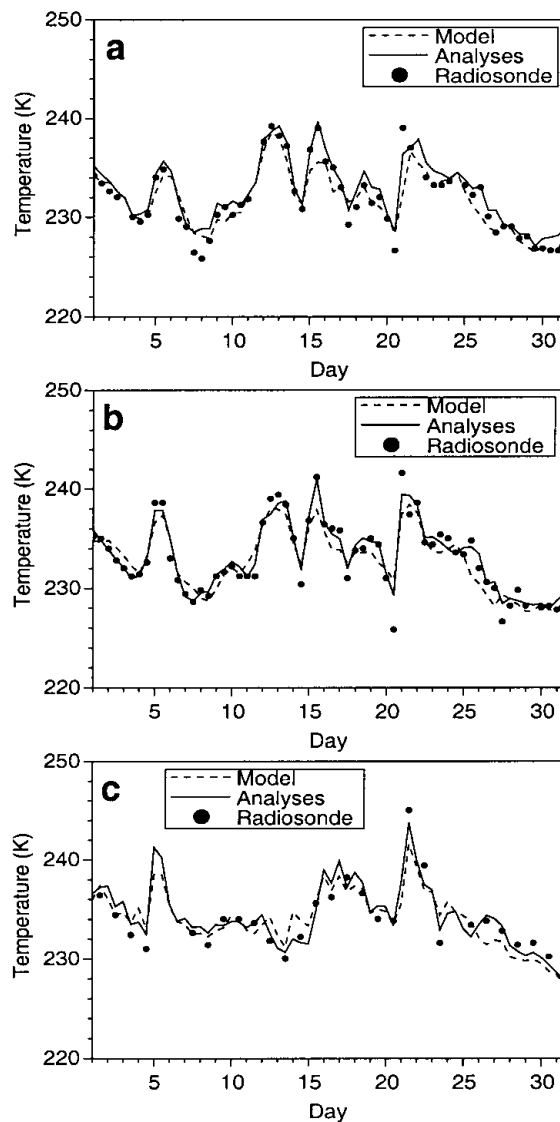 a
Model
Analyses
Radiosonde
Temperature (K)
250
240
230
220
5 10 15 20 25 30
Day
b
Model
Analyses
Radiosonde
Temperature (K)
250
240
230
220
5 10 15 20 25 30
Day
c
Model
Analyses
Radiosonde
Temperature (K)
250
240
230
220
5 10 15 20 25 30
Day